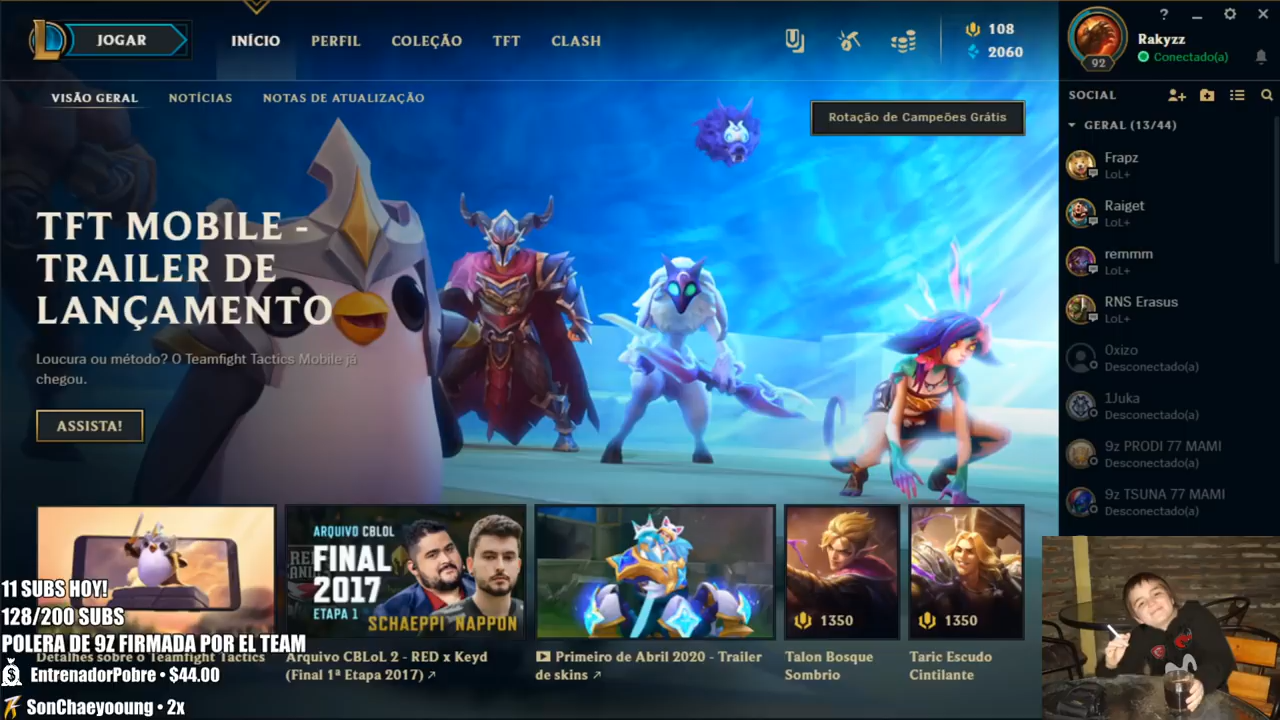 JOGAR
INÍCIO
PERFIL
COLEÇÃO
TFT
CLASH
108
2060
?
92
Rakyzz
Conectado(a)
VISÃO GERAL
NOTÍCIAS
NOTAS DE ATUALIZAÇÃO
Rotação de Campeões Grátis
SOCIAL
GERAL (13/44)
Frapz
LoL+
Raiget
LoL+
remmm
LoL+
RNS Erasus
LoL+
0xizo
Desconectado(a)
1Juka
Desconectado(a)
9z PRODI 77 MAMI
Desconectado(a)
9z TSUNA 77 MAMI
Desconectado(a)
TFT MOBILE -
TRAILER DE
LANÇAMENTO
Loucura ou método? O Teamfight Tactics Mobile já
chegou.
ASSISTA!
ARQUIVO CBLOL
FINAL
2017
ETAPA 1
SCHAEPPI NAPPON
1350
1350
Detalhes sobre o Teamfight Tactics
Arquivo CBLoL 2 - RED x Keyd
(Final 1ª Etapa 2017)
Primeiro de Abril 2020 - Trailer
de skins
Talon Bosque
Sombrio
Taric Escudo
Cintilante
11 SUBS HOY!
128/200 SUBS
POLERA DE 9Z FIRMADA POR EL TEAM
EntrenadorPobre • $44.00
SonChaeyooung • 2x